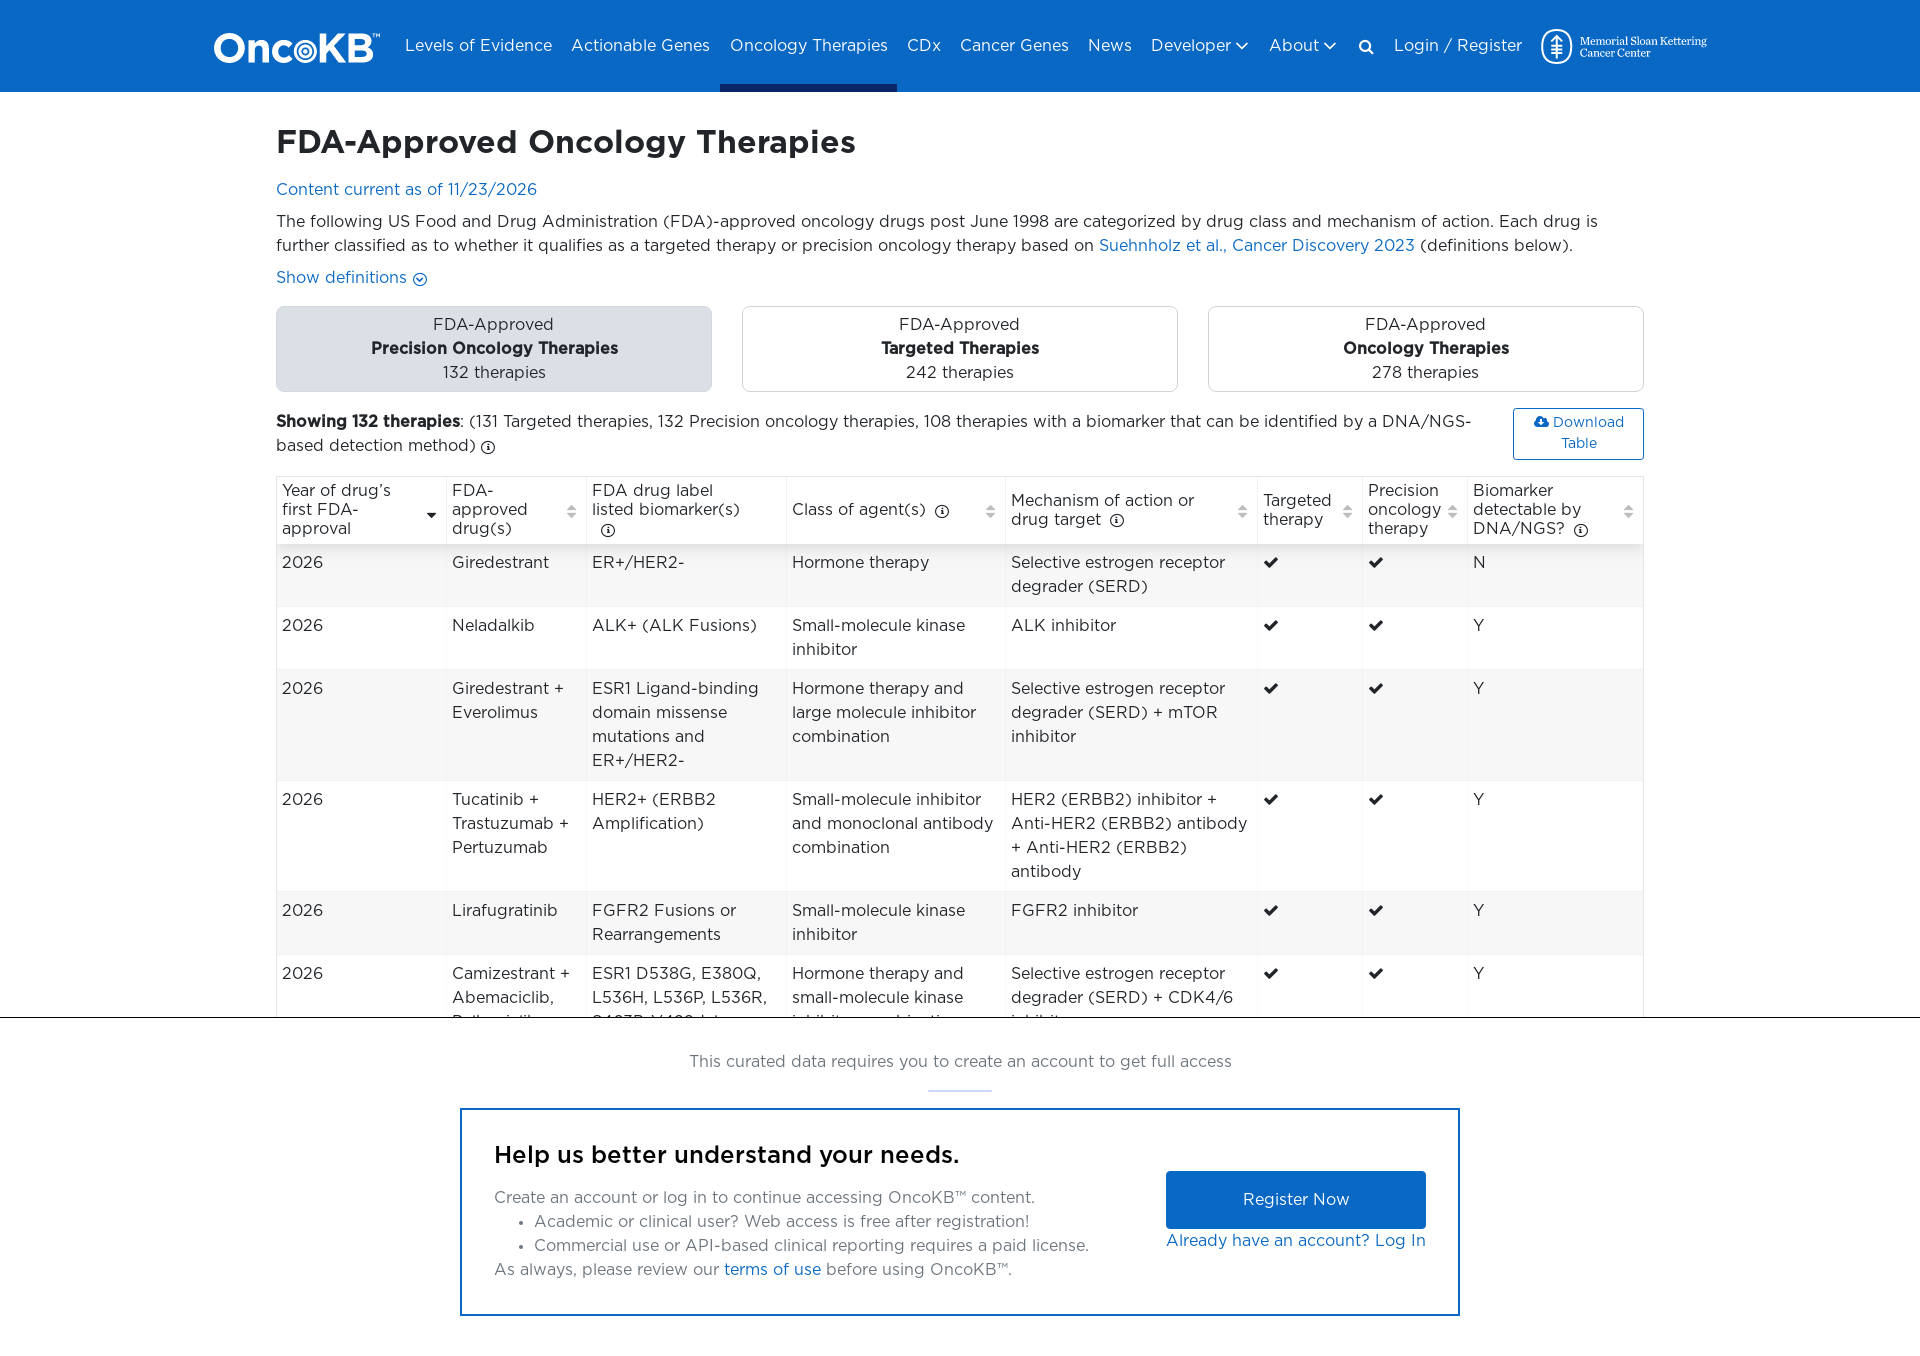 OncoKB™
Levels of Evidence
Actionable Genes
Oncology Therapies
CDx
Cancer Genes
News
Developer
About
Login / Register
Memorial Sloan Kettering
Cancer Center
FDA-Approved Oncology Therapies
Content current as of 11/23/2026
The following US Food and Drug Administration (FDA)-approved oncology drugs post June 1998 are categorized by drug class and mechanism of action. Each drug is
further classified as to whether it qualifies as a targeted therapy or precision oncology therapy based on Suehnholz et al., Cancer Discovery 2023 (definitions below).
Show definitions
FDA-Approved
Precision Oncology Therapies
132 therapies
FDA-Approved
Targeted Therapies
242 therapies
FDA-Approved
Oncology Therapies
278 therapies
Showing 132 therapies: (131 Targeted therapies, 132 Precision oncology therapies, 108 therapies with a biomarker that can be identified by a DNA/NGS-
based detection method)
Download
Table
Year of drug's
first FDA-
approval
FDA-
approved
drug(s)
FDA drug label
listed biomarker(s)
Class of agent(s)
Mechanism of action or
drug target
Targeted
therapy
Precision
oncology
therapy
Biomarker
detectable by
DNA/NGS?
2026
Giredestrant
ER+/HER2-
Hormone therapy
Selective estrogen receptor
degrader (SERD)
N
2026
Neladalkib
ALK+ (ALK Fusions)
Small-molecule kinase
inhibitor
ALK inhibitor
Y
2026
Giredestrant +
Everolimus
ESR1 Ligand-binding
domain missense
mutations and
ER+/HER2-
Hormone therapy and
large molecule inhibitor
combination
Selective estrogen receptor
degrader (SERD) + mTOR
inhibitor
Y
2026
Tucatinib +
Trastuzumab +
Pertuzumab
HER2+ (ERBB2
Amplification)
Small-molecule inhibitor
and monoclonal antibody
combination
HER2 (ERBB2) inhibitor +
Anti-HER2 (ERBB2) antibody
+ Anti-HER2 (ERBB2)
antibody
Y
2026
Lirafugratinib
FGFR2 Fusions or
Rearrangements
Small-molecule kinase
inhibitor
FGFR2 inhibitor
Y
2026
Camizestrant +
Abemaciclib,
ESR1 D538G, E380Q,
L536H, L536P, L536R,
Hormone therapy and
small-molecule kinase
Selective estrogen receptor
degrader (SERD) + CDK4/6
Y
This curated data requires you to create an account to get full access
Help us better understand your needs.
Create an account or log in to continue accessing OncoKB™ content.
• Academic or clinical user? Web access is free after registration!
• Commercial use or API-based clinical reporting requires a paid license.
As always, please review our terms of use before using OncoKB™.
Register Now
Already have an account? Log In